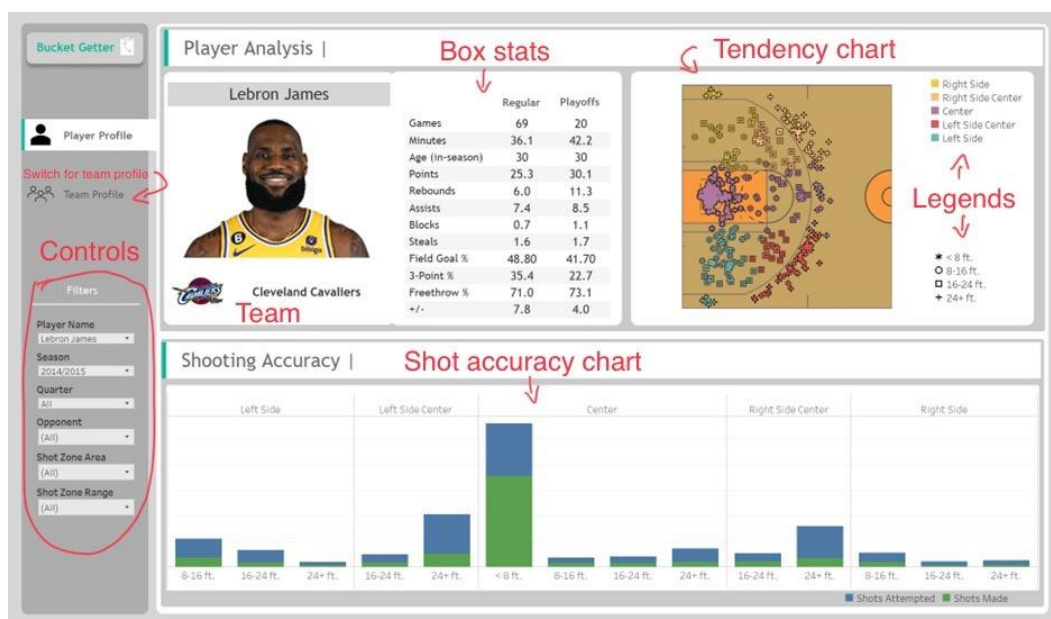 Bucket Getter
Player Profile
Switch for team profile
Team Profile
Controls
Filters
Player Name
Lebron James
Season
2014/2015
Quarter
All
Opponent
(All)
Shot Zone Area
(All)
Shot Zone Range
(All)
Player Analysis |
Box stats
Tendency chart
Lebron James
6
bibigo
CAVALIERS
Cleveland Cavaliers
Team
Regular Playoffs
Games 69 20
Minutes 36.1 42.2
Age (in-season) 30 30
Points 25.3 30.1
Rebounds 6.0 11.3
Assists 7.4 8.5
Blocks 0.7 1.1
Steals 1.6 1.7
Field Goal % 48.80 41.70
3-Point % 35.4 22.7
Freethrow % 71.0 73.1
+/- 7.8 4.0
Right Side
Right Side Center
Center
Left Side Center
Left Side
Legends
< 8 ft.
8-16 ft.
16-24 ft.
24+ ft.
Shooting Accuracy |
Shot accuracy chart
Left Side Left Side Center Center Right Side Center Right Side
8-16 ft. 16-24 ft. 24+ ft. 16-24 ft. 24+ ft. < 8 ft. 8-16 ft. 16-24 ft. 24+ ft. 16-24 ft. 24+ ft. 8-16 ft. 16-24 ft. 24+ ft.
Shots Attempted Shots Made